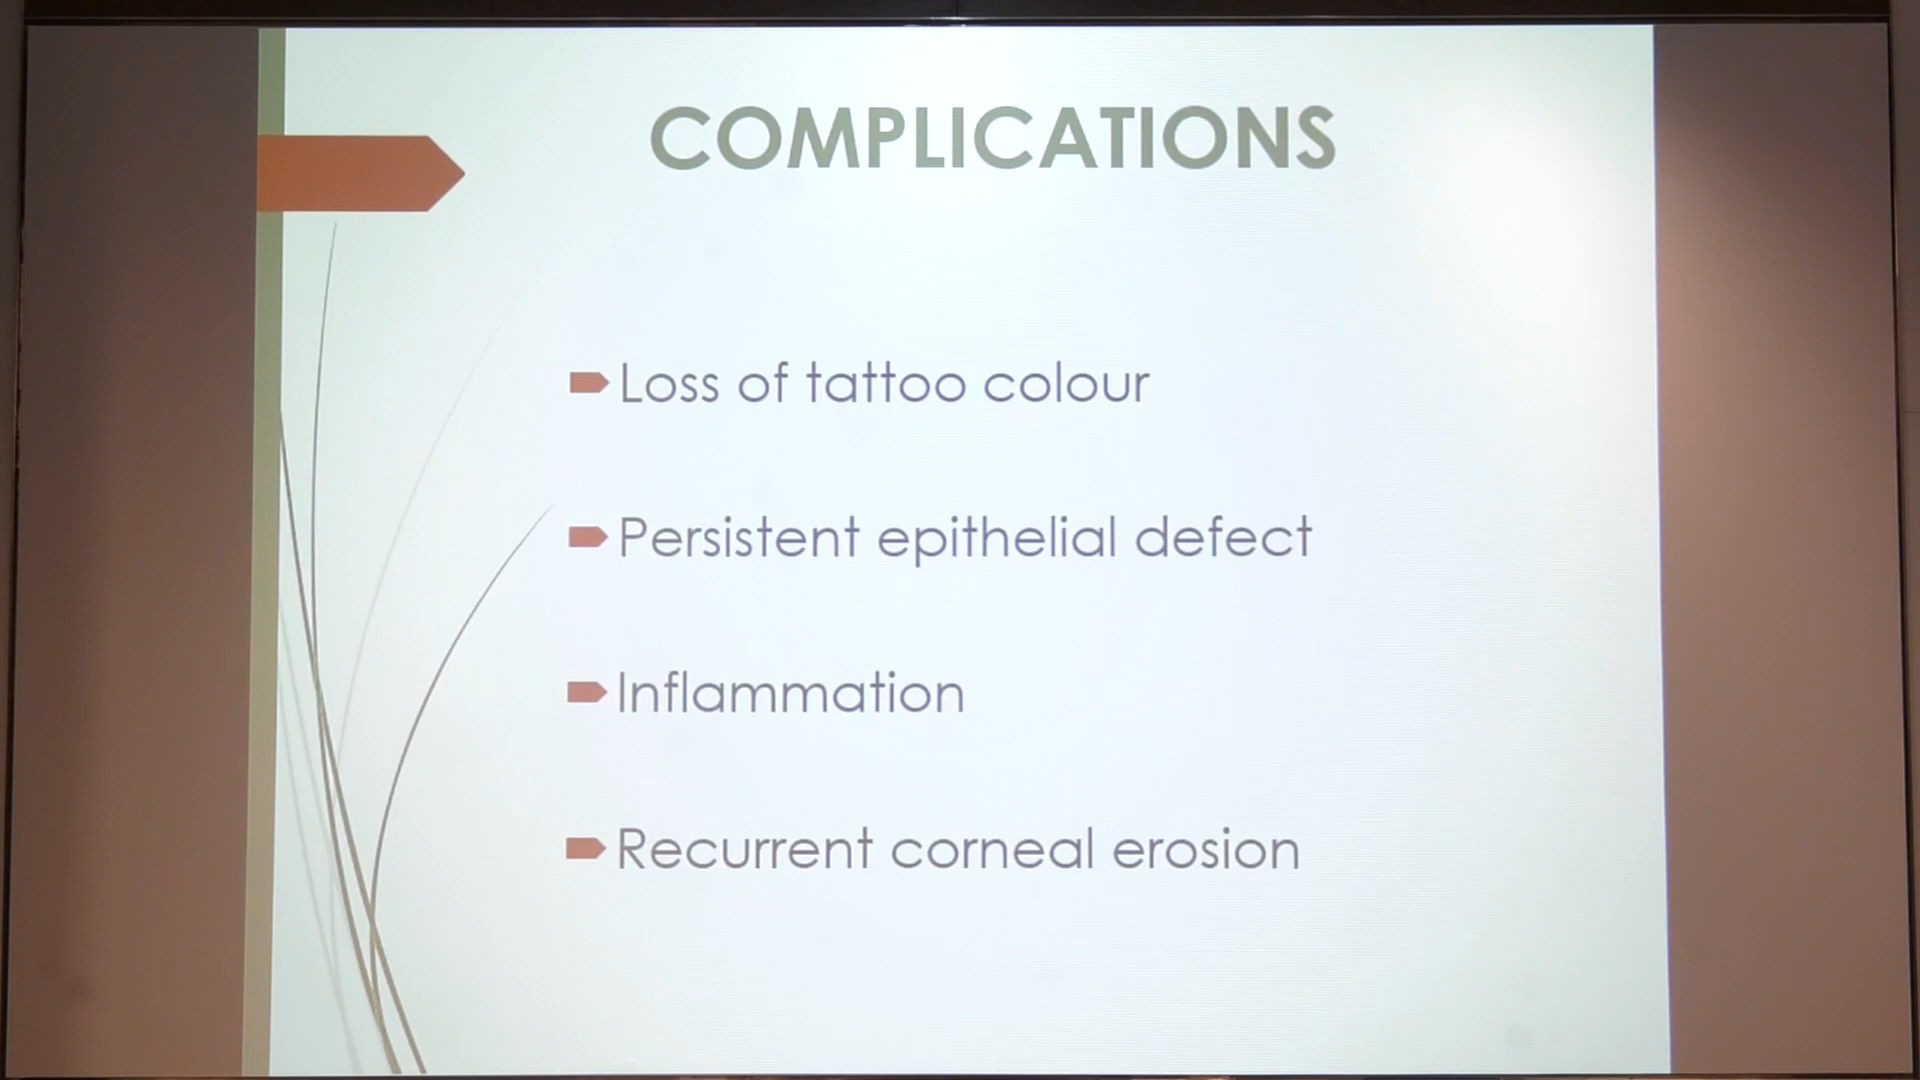 COMPLICATIONS
Loss of tattoo colour
Persistent epithelial defect
Inflammation
Recurrent corneal erosion